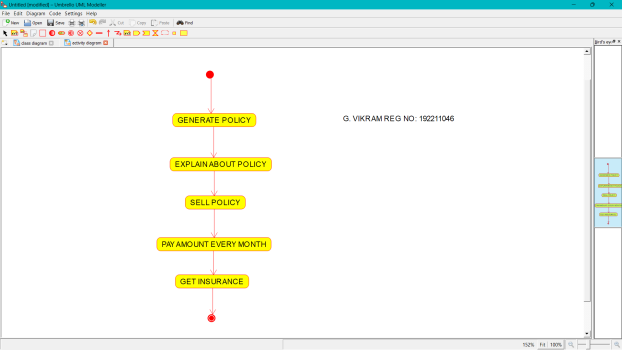 Untitled (modified) - Umbrello UML Modeller
File Edit Diagram Code Settings Help
New Open Save Cut Copy Paste Find
class diagram activity diagram
Bird's eye
GENERATE POLICY
G. VIKRAM REG NO: 192211046
EXPLAIN ABOUT POLICY
SELL POLICY
PAY AMOUNT EVERY MONTH
GET INSURANCE
152% Fit 100%